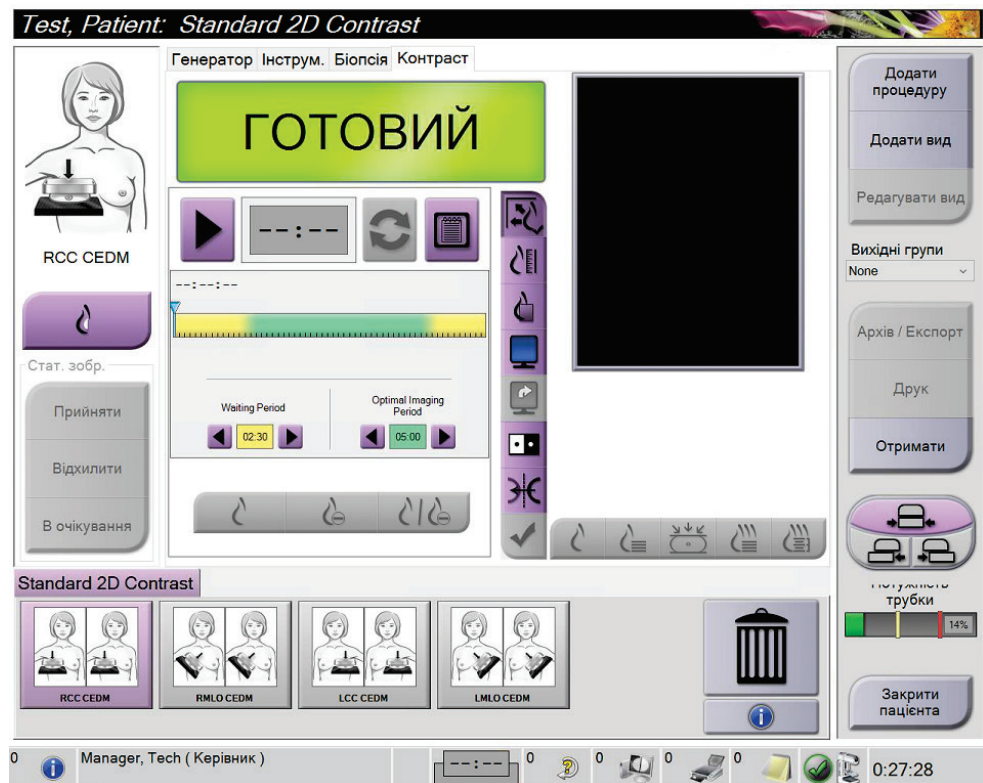 Test, Patient: Standard 2D Contrast
Генератор Інструм. Біопсія Контраст
ГОТОВИЙ
RCC CEDM
--:--
--:--:--
Waiting Period
Optimal Imaging
Period
02:30
05:00
Стат. зобр.
Прийняти
Відхилити
В очікування
Додати
процедуру
Додати вид
Редагувати вид
Вихідні групи
None
Архів / Експорт
Друк
Отримати
Потужність
трубки
14%
Закрити
пацієнта
Standard 2D Contrast
RCC CEDM
RMLO CEDM
LCC CEDM
LMLO CEDM
0
Manager, Tech ( Керівник )
--:--
0
0
0
0
0:27:28